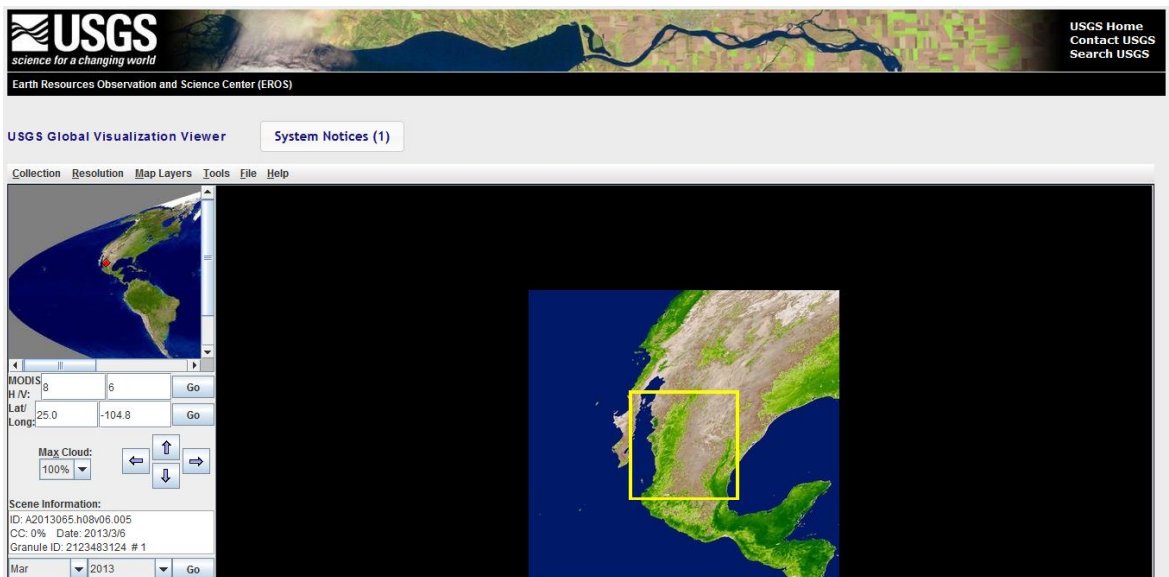 USGS
science for a changing world
USGS Home
Contact USGS
Search USGS
Earth Resources Observation and Science Center (EROS)
USGS Global Visualization Viewer
System Notices (1)
Collection Resolution Map Layers Tools File Help
MODIS
H/V: 8 6 Go
Lat/
Long: 25.0 -104.8 Go
Max Cloud:
100%
Scene Information:
ID: A2013065.h08v06.005
CC: 0% Date: 2013/3/6
Granule ID: 2123483124 # 1
Mar 2013 Go